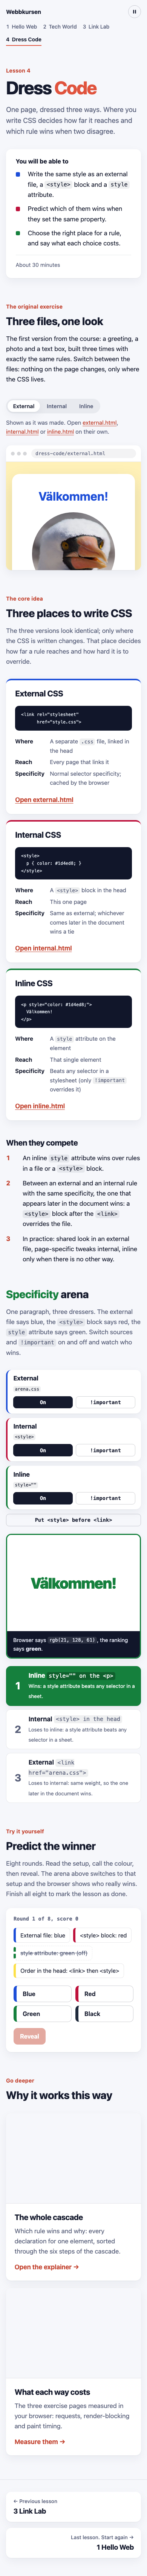 Webbkursen
1 Hello Web 2 Tech World 3 Link Lab
4 Dress Code
Lesson 4
Dress Code
One page, dressed three ways. Where you
write CSS decides how far it reaches and
which rule wins when two disagree.
You will be able to
Write the same style as an external
file, a <style> block and a style
attribute.
Predict which of them wins when
they set the same property.
Choose the right place for a rule,
and say what each choice costs.
About 30 minutes
The original exercise
Three files, one look
The first version from the course: a greeting, a
photo and a text box, built three times with
exactly the same rules. Switch between the
files: nothing on the page changes, only where
the CSS lives.
External Internal Inline
Shown as it was made. Open external.html,
internal.html or inline.html on their own.
dress-code/external.html
Välkommen!
The core idea
Three places to write CSS
The three versions look identical; only where
the CSS is written changes. That place decides
how far a rule reaches and how hard it is to
override.
External CSS
<link rel="stylesheet"
href="style.css">
Where A separate .css file, linked in
the head
Reach Every page that links it
Specificity Normal selector specificity;
cached by the browser
Open external.html
Internal CSS
<style>
p { color: #1d4ed8; }
</style>
Where A <style> block in the head
Reach This one page
Specificity Same as external; whichever
comes later in the document
wins a tie
Open internal.html
Inline CSS
<p style="color: #1d4ed8;">
Välkommen!
</p>
Where A style attribute on the
element
Reach That single element
Specificity Beats any selector in a
stylesheet (only !important
overrides it)
Open inline.html
When they compete
1 An inline style attribute wins over rules
in a file or a <style> block.
2 Between an external and an internal rule
with the same specificity, the one that
appears later in the document wins: a
<style> block after the <link>
overrides the file.
3 In practice: shared look in an external
file, page-specific tweaks internal, inline
only when there is no other way.
Specificity arena
One paragraph, three dressers. The external
file says blue, the <style> block says red, the
style attribute says green. Switch sources
and !important on and off and watch who
wins.
External
arena.css
On !important
Internal
<style>
On !important
Inline
style=""
On !important
Put <style> before <link>
Välkommen!
Browser says rgb(21, 128, 61), the ranking
says green.
1 Inline style="" on the <p>
Wins: a style attribute beats any selector in a
sheet.
2 Internal <style> in the head
Loses to Inline: a style attribute beats any
selector in a sheet.
3 External <link
href="arena.css">
Loses to Internal: same weight, so the one
later in the document wins.
Try it yourself
Predict the winner
Eight rounds. Read the setup, call the colour,
reveal. The arena above switches to that
setup and the browser shows who really wins.
Finish all eight to mark the lesson as done.
Round 1 of 8, score 0
External file: blue <style> block: red
style attribute: green (off)
Order in the head: <link> then <style>
Blue Red
Green Black
Reveal
Go deeper
Why it works this way
The whole cascade
Which rule wins and why: every
declaration for one element, sorted
through the six steps of the cascade.
Open the explainer →
What each way costs
The three exercise pages measured in
your browser: requests, render-blocking
and paint timing.
Measure them →
← Previous lesson
3 Link Lab
Last lesson. Start again →
1 Hello Web